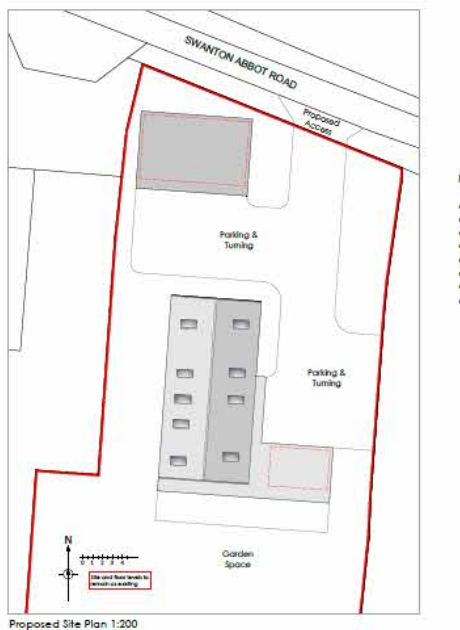 SWANTON ABBOT ROAD
Proposed
Access
Parking &
Turning
Parking &
Turning
Garden
Space
N
0 1 2 3 4
Site and floor levels to
remain as existing
Proposed Site Plan 1:200